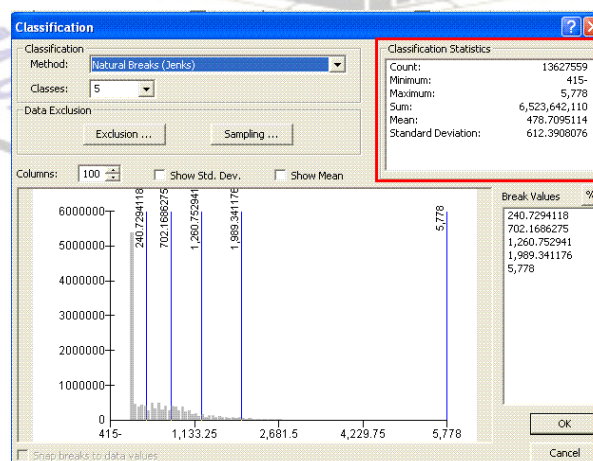 Classification
Classification
Method: Natural Breaks (Jenks)
Classes: 5
Data Exclusion
Exclusion ... Sampling ...
Classification Statistics
Count: 13627559
Minimum: 415-
Maximum: 5,778
Sum: 6,523,642,110
Mean: 478.7095114
Standard Deviation: 612.3908076
Columns: 100 Show Std. Dev. Show Mean
Break Values %
240.7294118
702.1686275
1,260.752941
1,989.341176
5,778
240.7294118
702.1686275
1,260.752941
1,989.341176
5,778
6000000
5000000
4000000
3000000
2000000
1000000
0
415- 1,133.25 2,681.5 4,229.75 5,778
OK
Snap breaks to data values
Cancel